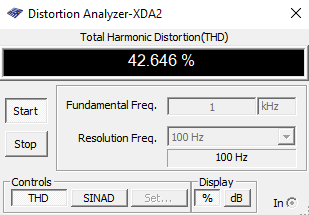 Distortion Analyzer-XDA2
Total Harmonic Distortion(THD)
42.646 %
Start
Stop
Fundamental Freq.
1
kHz
Resolution Freq.
100 Hz
100 Hz
Controls
THD
SINAD
Set...
Display
%
dB
In